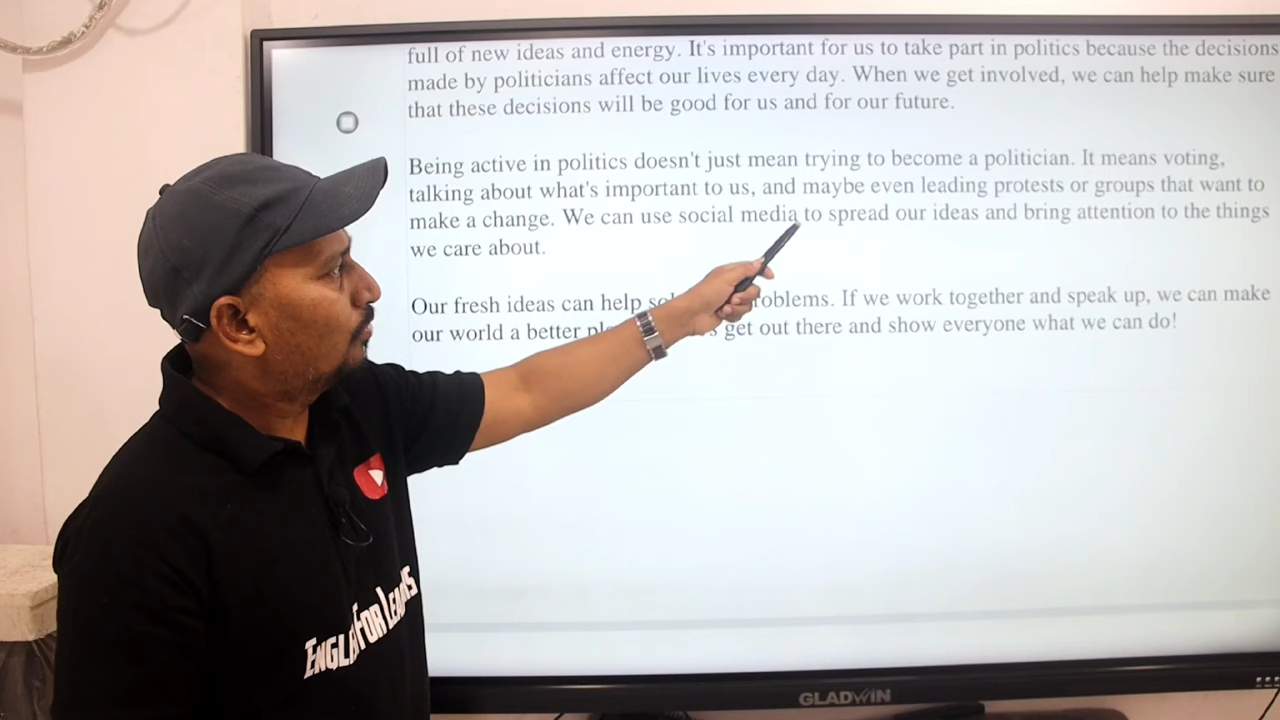 full of new ideas and energy. It's important for us to take part in politics because the decisions
made by politicians affect our lives every day. When we get involved, we can help make sure
that these decisions will be good for us and for our future.
Being active in politics doesn't just mean trying to become a politician. It means voting,
talking about what's important to us, and maybe even leading protests or groups that want to
make a change. We can use social media to spread our ideas and bring attention to the things
we care about.
Our fresh ideas can help If we work together and speak up, we can make
our world a better get out there and show everyone what we can do!
For
GLADWIN